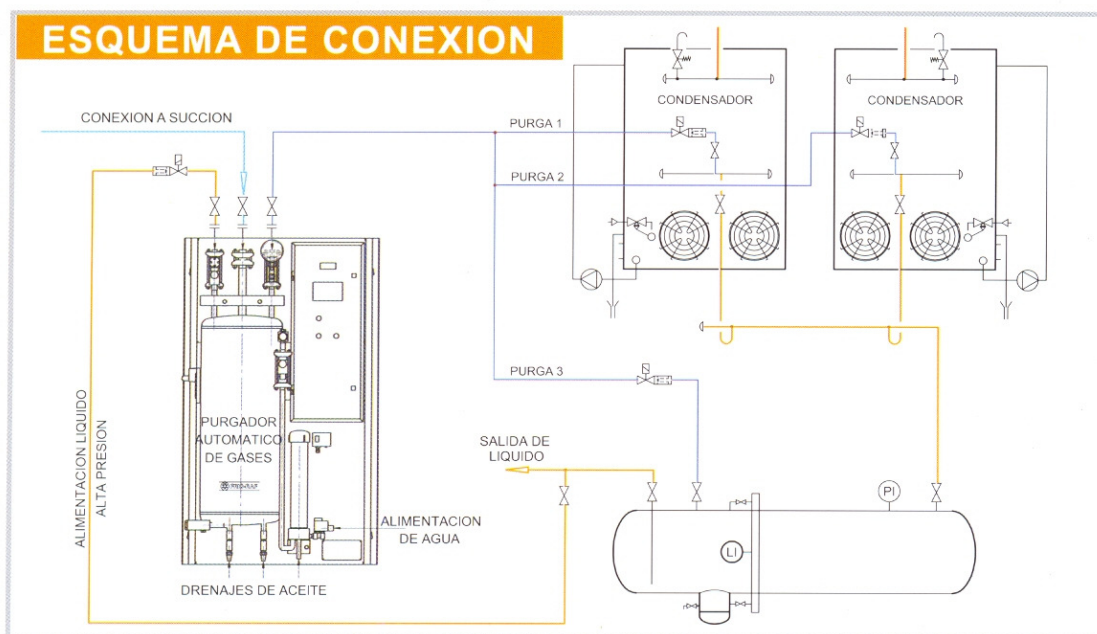 ESQUEMA DE CONEXION
CONEXION A SUCCION
PURGA 1
CONDENSADOR
CONDENSADOR
PURGA 2
PURGA 3
ALIMENTACION LIQUIDO
ALTA PRESION
PURGADOR
AUTOMATICO
DE GASES
SALIDA DE
LIQUIDO
ALIMENTACION
DE AGUA
DRENAJES DE ACEITE
PI
LI